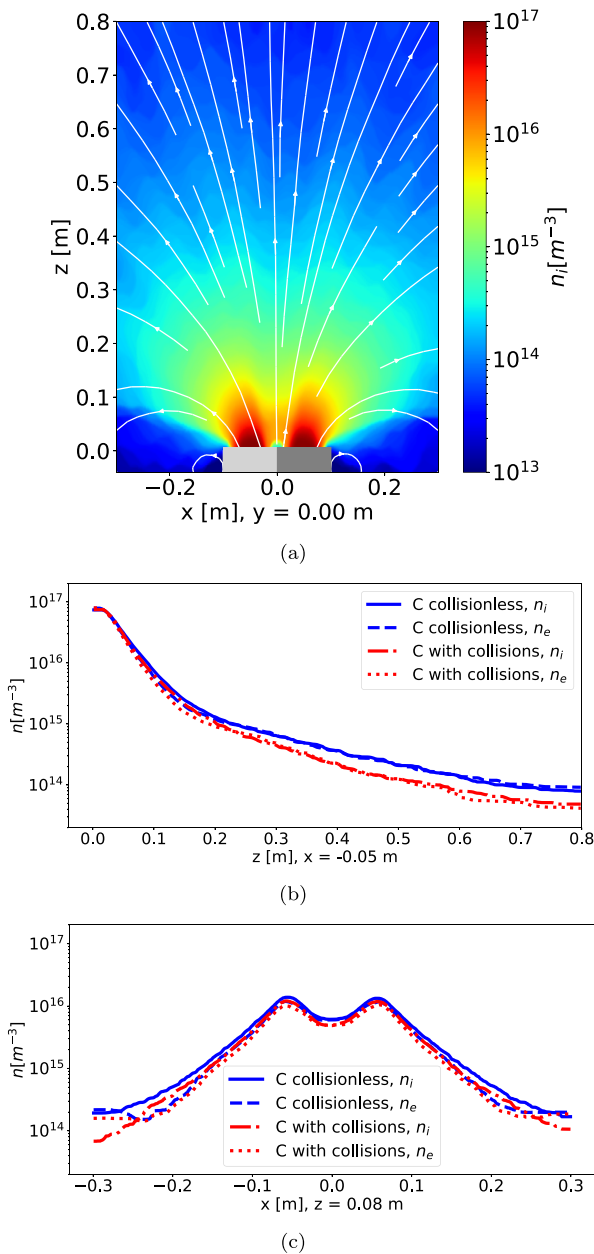 0.8
0.7
0.6
0.5
0.4
0.3
0.2
0.1
0.0
z [m]
−0.2 0.0 0.2
x [m], y = 0.00 m
10^17
10^16
10^15
10^14
10^13
n_i[m^−3]
(a)
10^17
10^16
10^15
10^14
n[m^−3]
C collisionless, n_i
C collisionless, n_e
C with collisions, n_i
C with collisions, n_e
0.0 0.1 0.2 0.3 0.4 0.5 0.6 0.7 0.8
z [m], x = -0.05 m
(b)
10^17
10^16
10^15
10^14
n[m^−3]
C collisionless, n_i
C collisionless, n_e
C with collisions, n_i
C with collisions, n_e
−0.3 −0.2 −0.1 0.0 0.1 0.2 0.3
x [m], z = 0.08 m
(c)